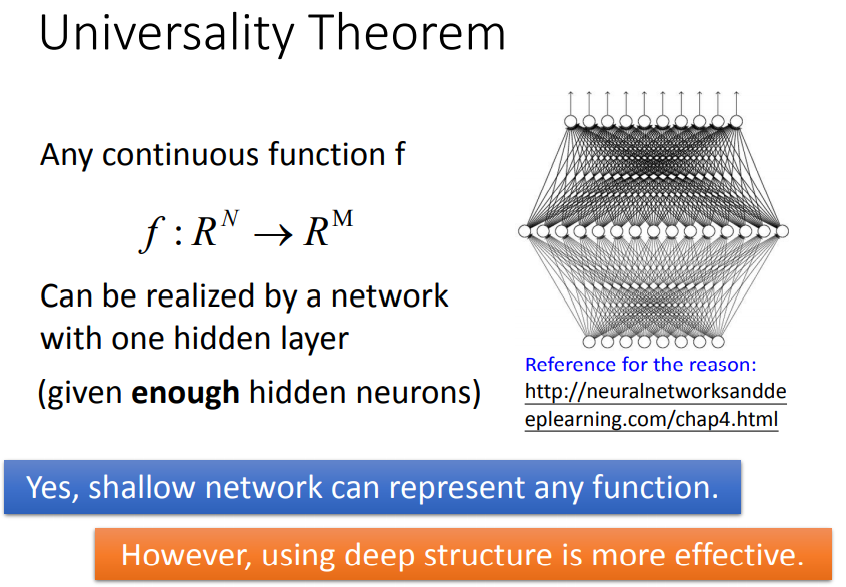 Universality Theorem
Any continuous function f
f : R^N → R^M
Can be realized by a network
with one hidden layer
(given enough hidden neurons)
Reference for the reason:
http://neuralnetworksandde
eplearning.com/chap4.html
Yes, shallow network can represent any function.
However, using deep structure is more effective.